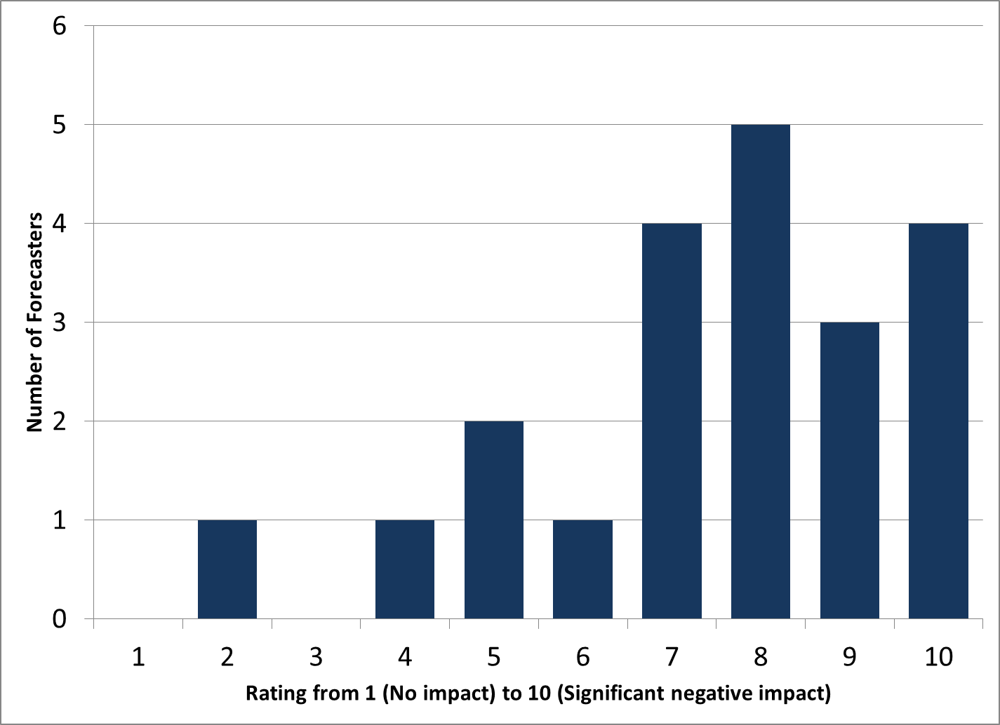 6
5
4
3
2
1
0
Number of Forecasters
1 2 3 4 5 6 7 8 9 10
Rating from 1 (No impact) to 10 (Significant negative impact)